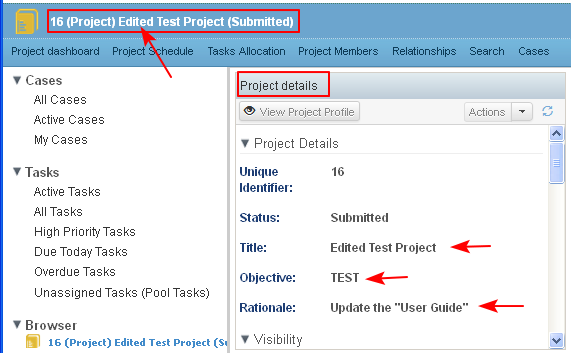 16 (Project) Edited Test Project (Submitted)
Project dashboard Project Schedule Tasks Allocation Project Members Relationships Search Cases
Cases
All Cases
Active Cases
My Cases
Tasks
Active Tasks
All Tasks
High Priority Tasks
Due Today Tasks
Overdue Tasks
Unassigned Tasks (Pool Tasks)
Browser
16 (Project) Edited Test Project (Su
Project details
View Project Profile Actions
Project Details
Unique Identifier: 16
Status: Submitted
Title: Edited Test Project
Objective: TEST
Rationale: Update the "User Guide"
Visibility